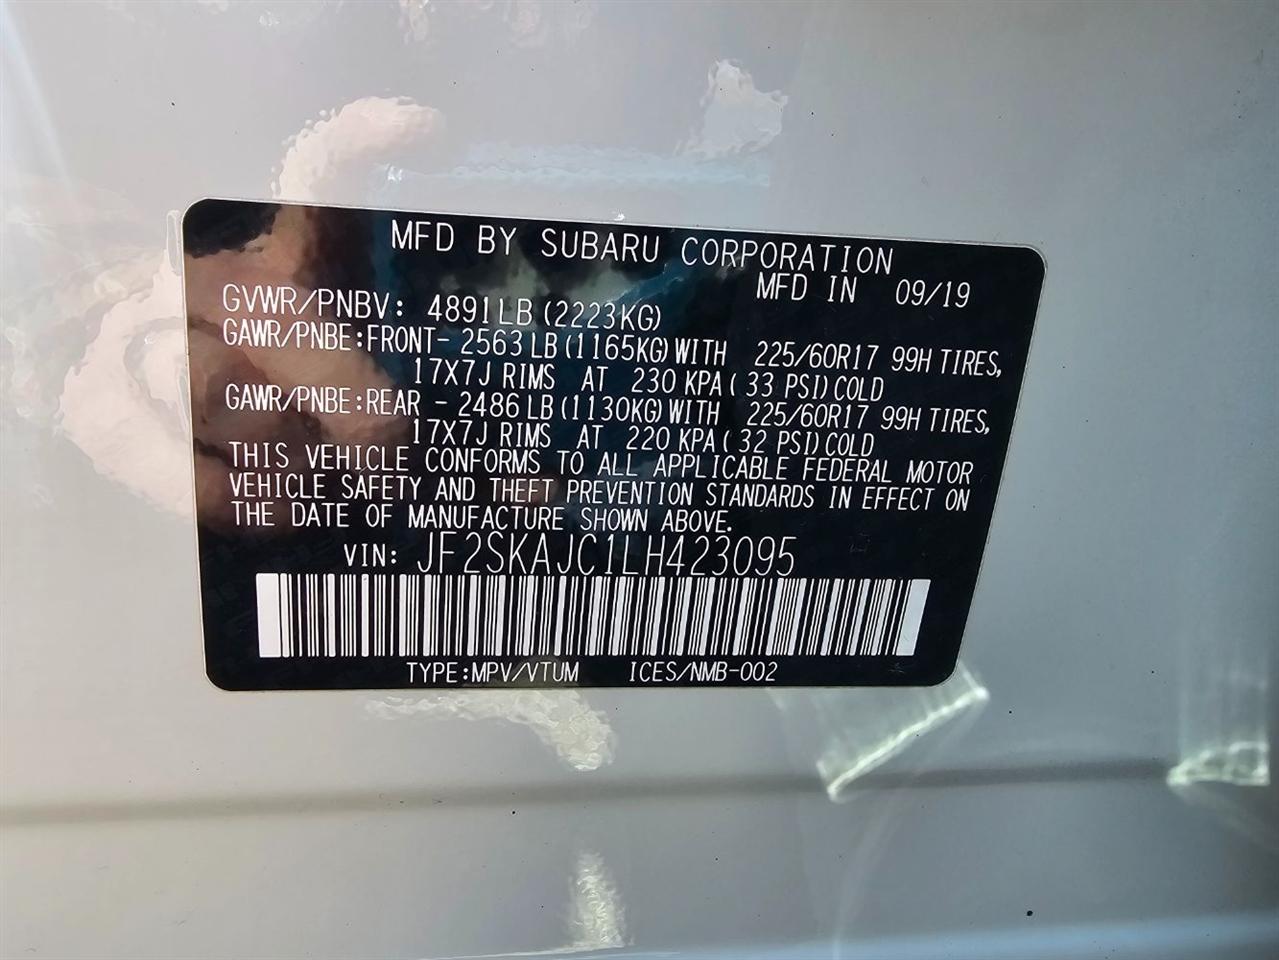 MFD BY SUBARU CORPORATION
MFD IN 09/19
GVWR/PNBV: 4891LB (2223KG)
GAWR/PNBE:FRONT- 2563LB(1165KG)WITH 225/60R17 99H TIRES,
17X7J RIMS AT 230 KPA( 33 PSI)COLD
GAWR/PNBE:REAR - 2486LB(1130KG)WITH 225/60R17 99H TIRES,
17X7J RIMS AT 220 KPA( 32 PSI)COLD
THIS VEHICLE CONFORMS TO ALL APPLICABLE FEDERAL MOTOR
VEHICLE SAFETY AND THEFT PREVENTION STANDARDS IN EFFECT ON
THE DATE OF MANUFACTURE SHOWN ABOVE.
VIN: JF2SKAJC1LH423095
TYPE:MPV/VTUM ICES/NMB-002